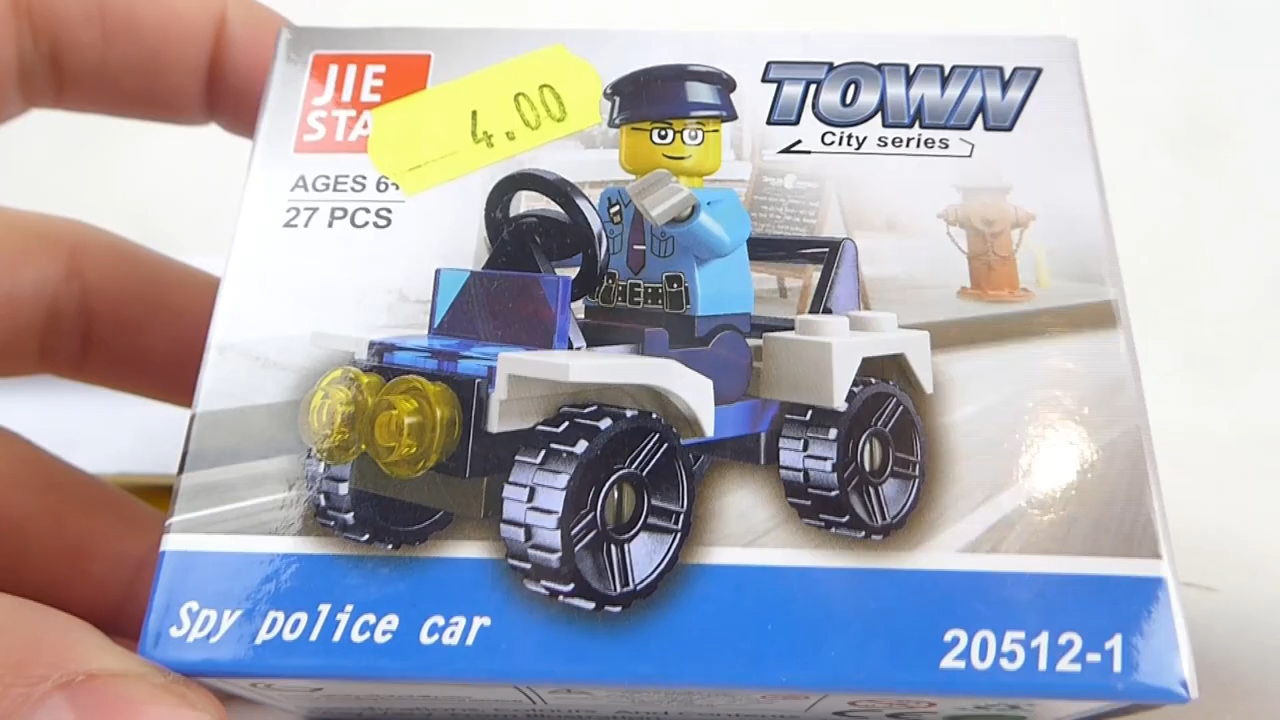 JIE
STA
4.00
TOWN
City series
AGES 6+
27 PCS
Spy police car
20512-1